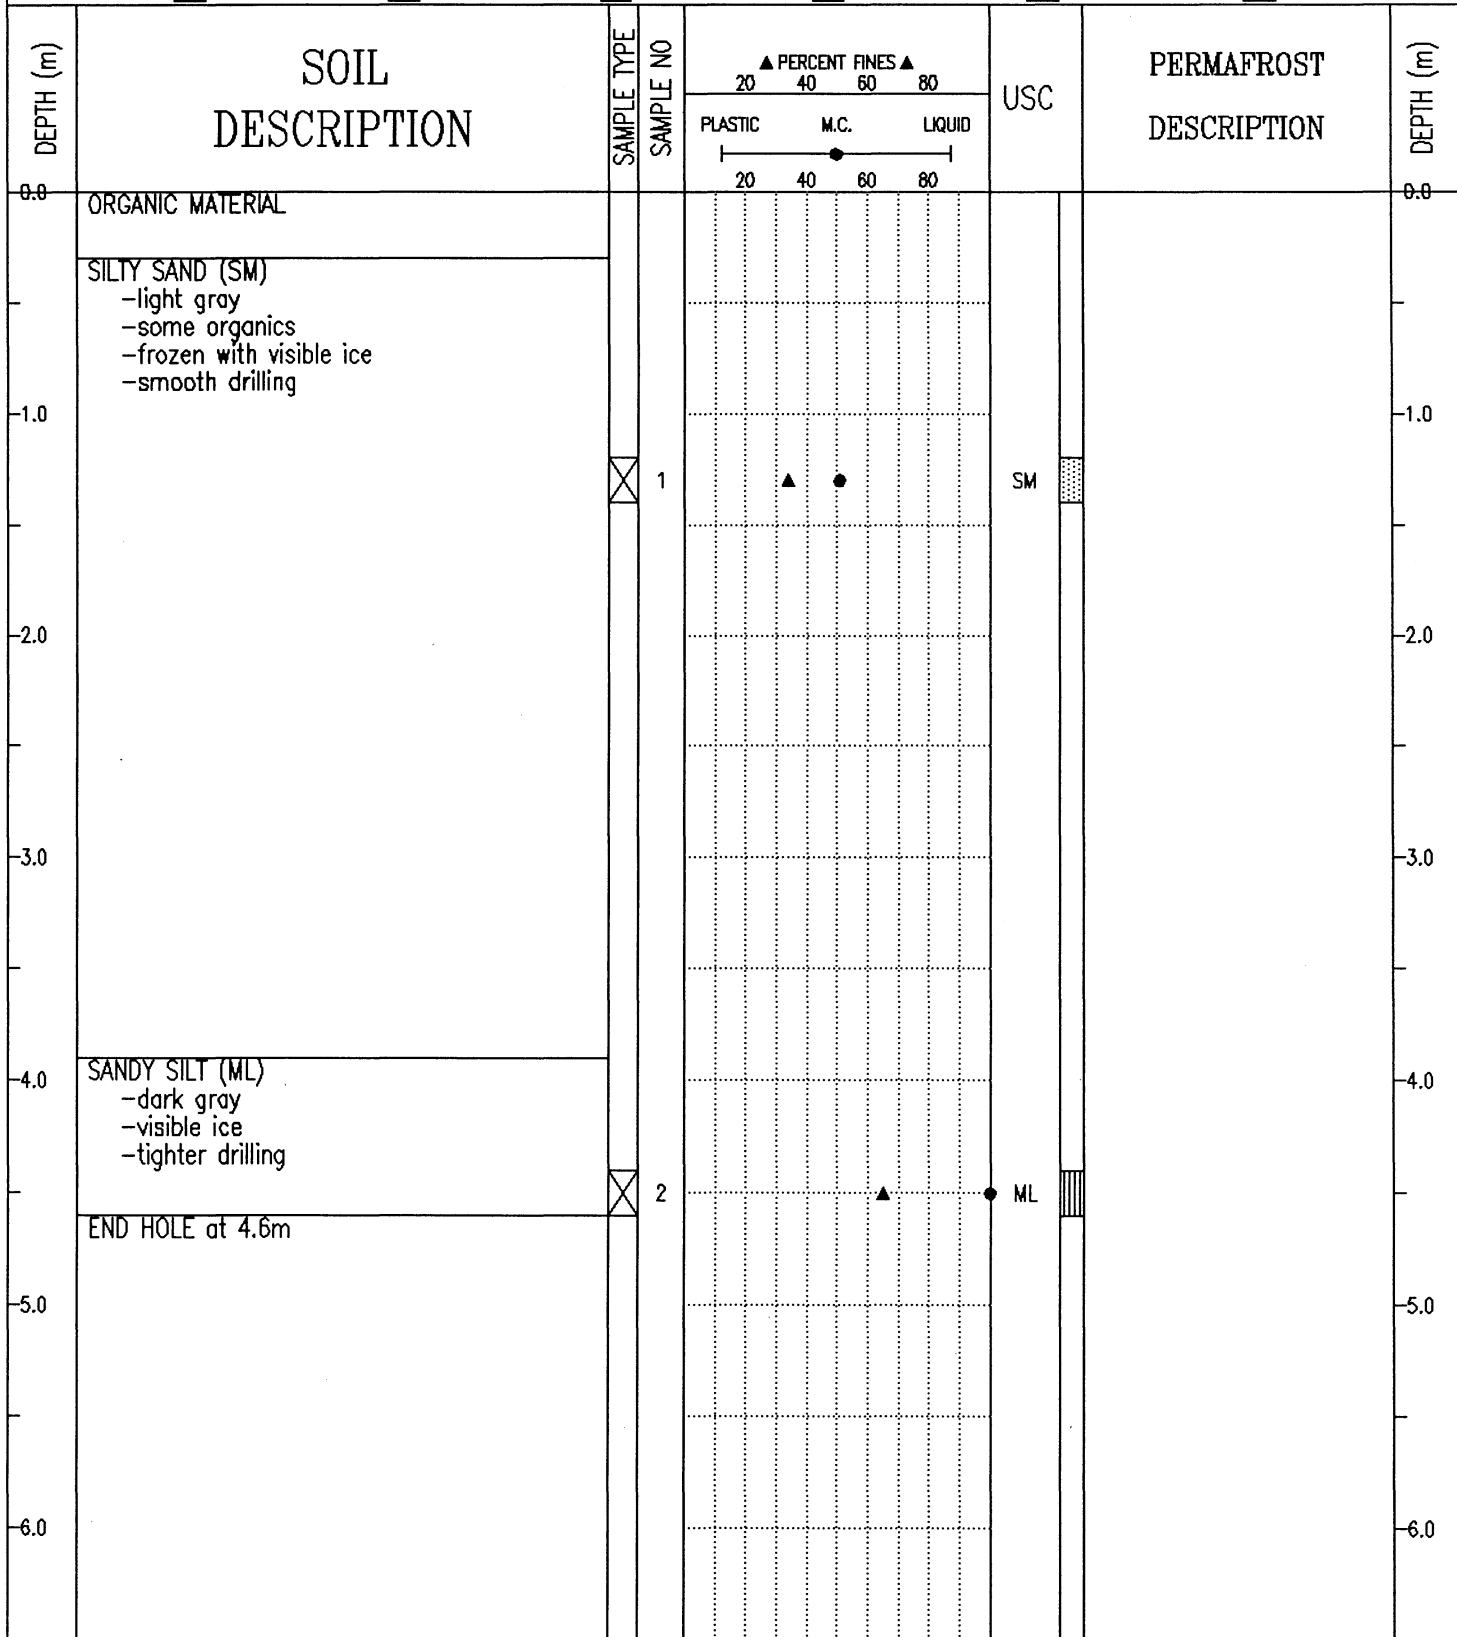 DEPTH (m)
SOIL
DESCRIPTION
SAMPLE TYPE
SAMPLE NO
▲ PERCENT FINES ▲
20 40 60 80
PLASTIC M.C. LIQUID
20 40 60 80
USC
PERMAFROST
DESCRIPTION
DEPTH (m)
0.0 0.0
ORGANIC MATERIAL
SILTY SAND (SM)
-light gray
-some organics
-frozen with visible ice
-smooth drilling
1.0 1.0
1 SM
2.0 2.0
3.0 3.0
SANDY SILT (ML)
4.0 4.0
-dark gray
-visible ice
-tighter drilling
2 ML
END HOLE at 4.6m
5.0 5.0
6.0 6.0